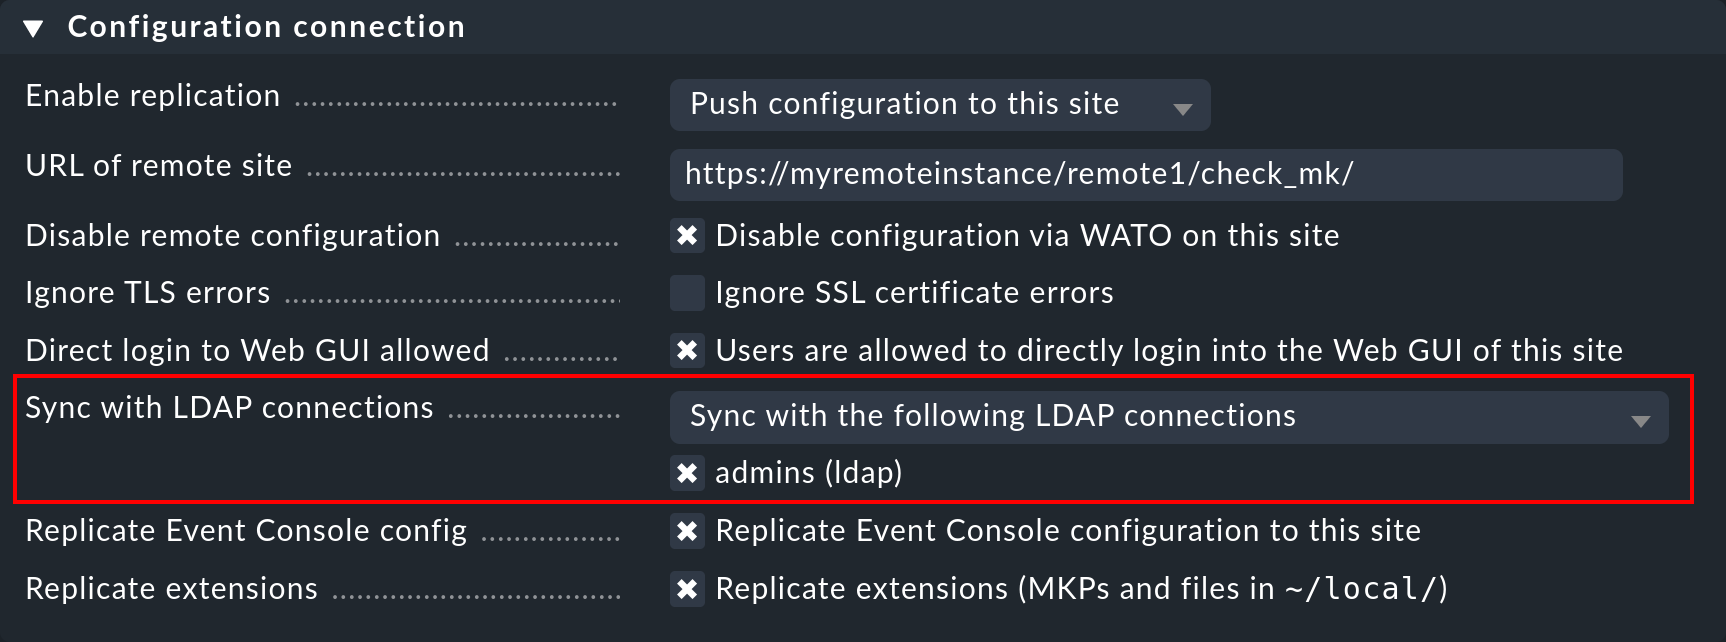 Configuration connection
Enable replication Push configuration to this site
URL of remote site https://myremoteinstance/remote1/check_mk/
Disable remote configuration Disable configuration via WATO on this site
Ignore TLS errors Ignore SSL certificate errors
Direct login to Web GUI allowed Users are allowed to directly login into the Web GUI of this site
Sync with LDAP connections Sync with the following LDAP connections
admins (ldap)
Replicate Event Console config Replicate Event Console configuration to this site
Replicate extensions Replicate extensions (MKPs and files in ~/local/)